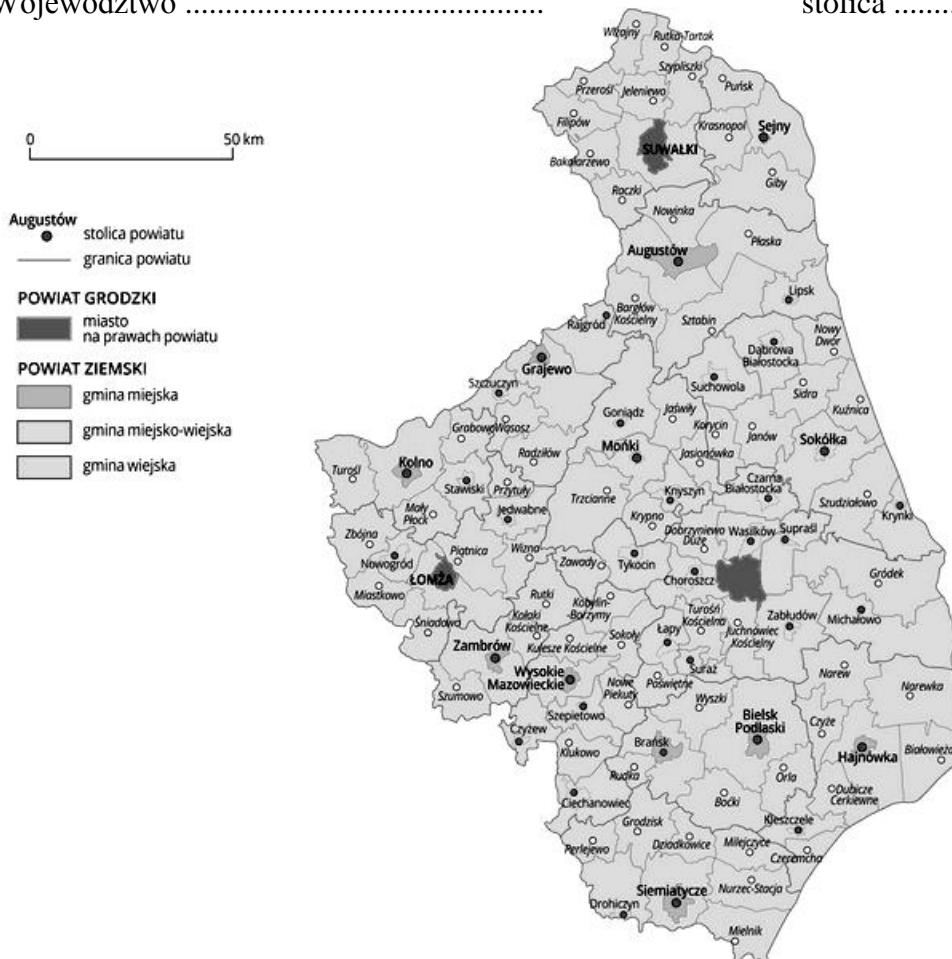 Województwo ..........................................
stolica ........
0
50 km
Augustów
stolica powiatu
granica powiatu
POWIAT GRODZKI
miasto
na prawach powiatu
POWIAT ZIEMSKI
gmina miejska
gmina miejsko-wiejska
gmina wiejska
Wiżajny
Rutka-Tartak
Szypliszki
Przerośl
Jeleniewo
Puńsk
Filipów
Krasnopol
Sejny
SUWAŁKI
Bakałarzewo
Giby
Raczki
Nowinka
Płaska
Augustów
Lipsk
Bargłów
Kościelny
Rajgród
Sztabin
Nowy
Dwór
Dąbrowa
Białostocka
Grajewo
Szczuczyn
Suchowola
Sidra
Kuźnica
Goniądz
Jaświły
Grabowo
Wąsosz
Korycin
Janów
Sokółka
Mońki
Radziłów
Jasionówka
Turośl
Kolno
Stawiski
Przytuły
Trzcianne
Knyszyn
Czarna
Białostocka
Szudziałowo
Krynki
Mały
Płock
Jedwabne
Krypno
Dobrzyniewo
Duże
Wasilków
Supraśl
Zbójna
Nowogród
Piątnica
Wizna
Zawady
Tykocin
Choroszcz
ŁOMŻA
Miastkowo
Gródek
Rutki
Kobylin-
Borzymy
Turośń
Kościelna
Zabłudów
Michałowo
Śniadowo
Kołaki
Kościelne
Kulesze Kościelne
Sokoły
Łapy
Juchnowiec
Kościelny
Zambrów
Suraż
Wysokie
Mazowieckie
Narew
Szumowo
Nowe
Piekuty
Poświętne
Wyszki
Narewka
Szepietowo
Bielsk
Podlaski
Czyże
Czyżew
Klukowo
Brańsk
Hajnówka
Białowieża
Rudka
Orla
Ciechanowiec
Boćki
Dubicze
Cerkiewne
Grodzisk
Kleszczele
Perlejewo
Dziadkowice
Milejczyce
Czeremcha
Siemiatycze
Nurzec-Stacja
Drohiczyn
Mielnik